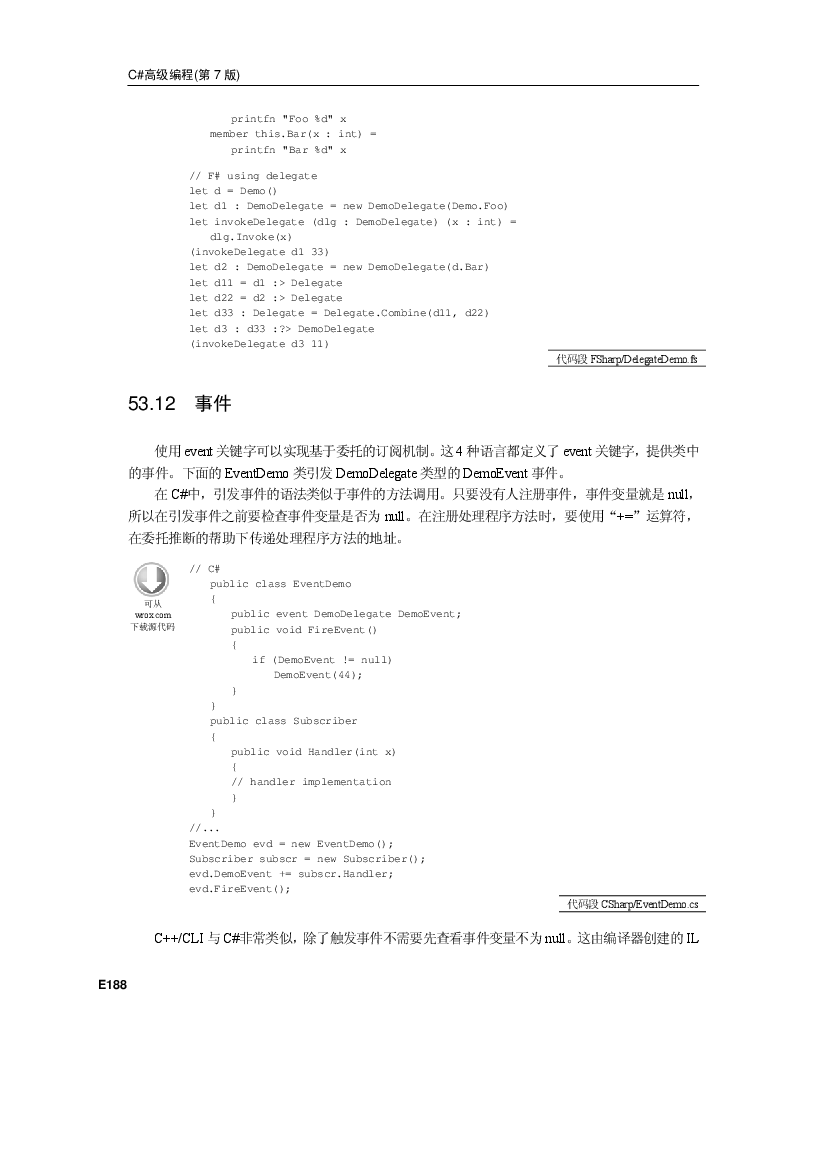 C#高级编程(第 7 版)
printfn "Foo %d" x
member this.Bar(x : int) =
printfn "Bar %d" x
// F# using delegate
let d = Demo()
let d1 : DemoDelegate = new DemoDelegate(Demo.Foo)
let invokeDelegate (dlg : DemoDelegate) (x : int) =
dlg.Invoke(x)
(invokeDelegate d1 33)
let d2 : DemoDelegate = new DemoDelegate(d.Bar)
let d11 = d1 :> Delegate
let d22 = d2 :> Delegate
let d33 : Delegate = Delegate.Combine(d11, d22)
let d3 : d33 :?> DemoDelegate
(invokeDelegate d3 11)
代码段 FSharp/DelegateDemo.fs
53.12 事件
使用 event 关键字可以实现基于委托的订阅机制。这 4 种语言都定义了 event 关键字，提供类中
的事件。下面的 EventDemo 类引发 DemoDelegate 类型的 DemoEvent 事件。
在 C#中，引发事件的语法类似于事件的方法调用。只要没有人注册事件，事件变量就是 null，
所以在引发事件之前要检查事件变量是否为 null。在注册处理程序方法时，要使用“+=”运算符，
在委托推断的帮助下传递处理程序方法的地址。
可从
wrox.com
下载源代码
// C#
public class EventDemo
{
public event DemoDelegate DemoEvent;
public void FireEvent()
{
if (DemoEvent != null)
DemoEvent(44);
}
}
public class Subscriber
{
public void Handler(int x)
{
// handler implementation
}
}
//...
EventDemo evd = new EventDemo();
Subscriber subscr = new Subscriber();
evd.DemoEvent += subscr.Handler;
evd.FireEvent();
代码段 CSharp/EventDemo.cs
C++/CLI 与 C#非常类似，除了触发事件不需要先查看事件变量不为 null。这由编译器创建的 IL
E188